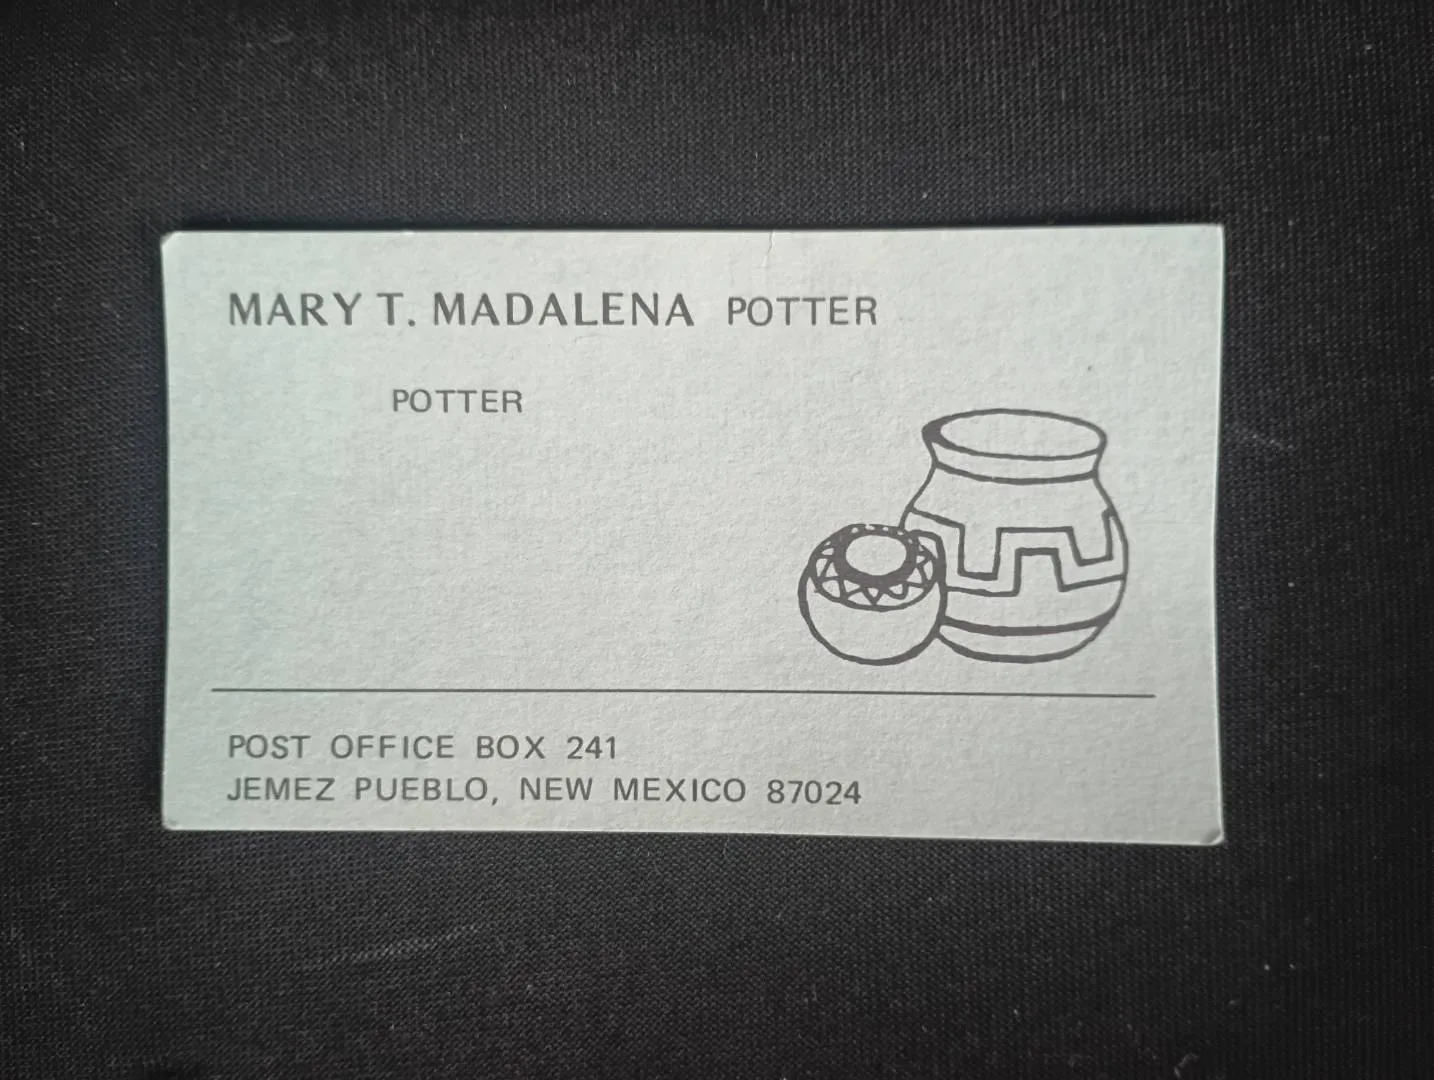 MARY T. MADALENA POTTER
POTTER
POST OFFICE BOX 241
JEMEZ PUEBLO, NEW MEXICO 87024